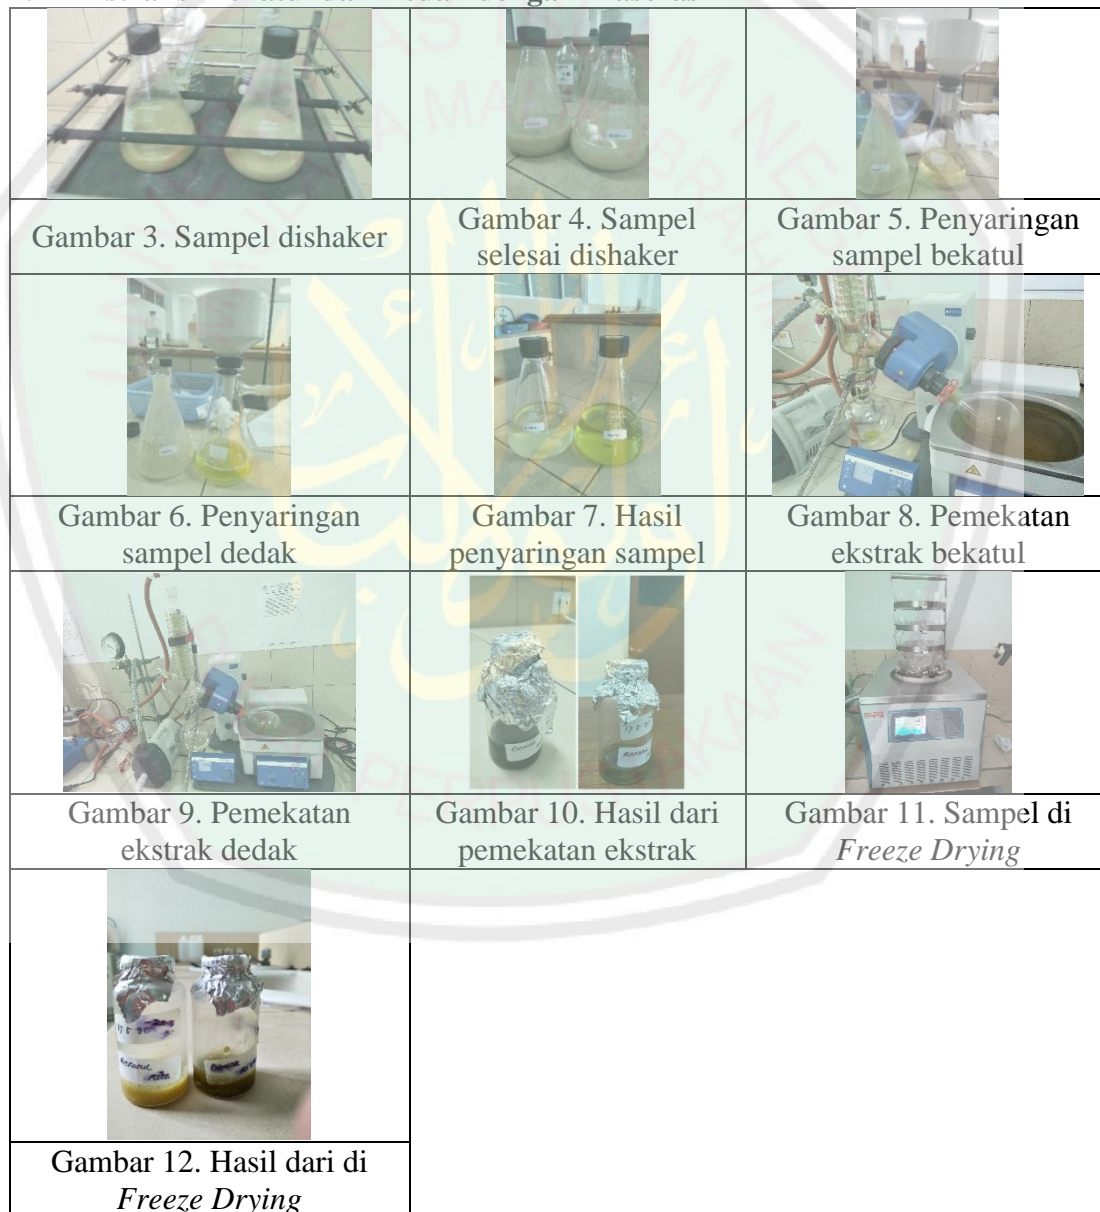 Gambar 3. Sampel dishaker
Gambar 4. Sampel
selesai dishaker
Gambar 5. Penyaringan
sampel bekatul
Gambar 6. Penyaringan
sampel dedak
Gambar 7. Hasil
penyaringan sampel
Gambar 8. Pemekatan
ekstrak bekatul
Gambar 9. Pemekatan
ekstrak dedak
Gambar 10. Hasil dari
pemekatan ekstrak
Gambar 11. Sampel di
Freeze Drying
Gambar 12. Hasil dari di
Freeze Drying